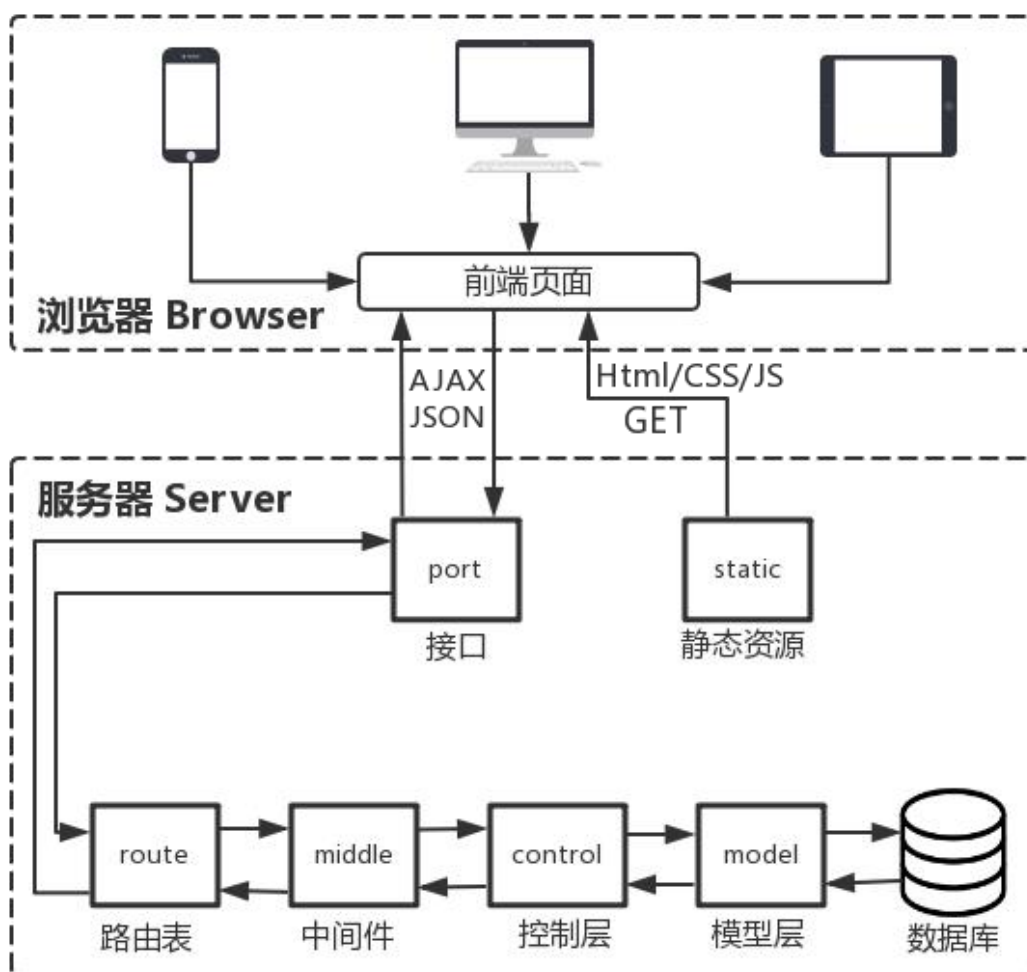 前端页面
浏览器 Browser
AJAX
JSON
Html/CSS/JS
GET
服务器 Server
port
static
接口
静态资源
route
middle
control
model
路由表
中间件
控制层
模型层
数据库